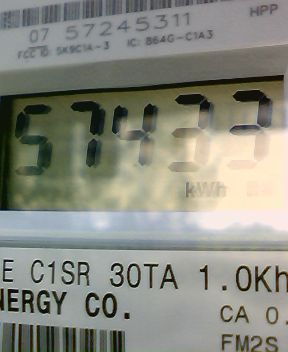 HPP
07 57245311
FCC ID: SK9C1A-3 IC: 864G-C1A3
57433
kWh
E C1SR 30TA 1.0Kh
NERGY CO.
CA 0.
FM2S